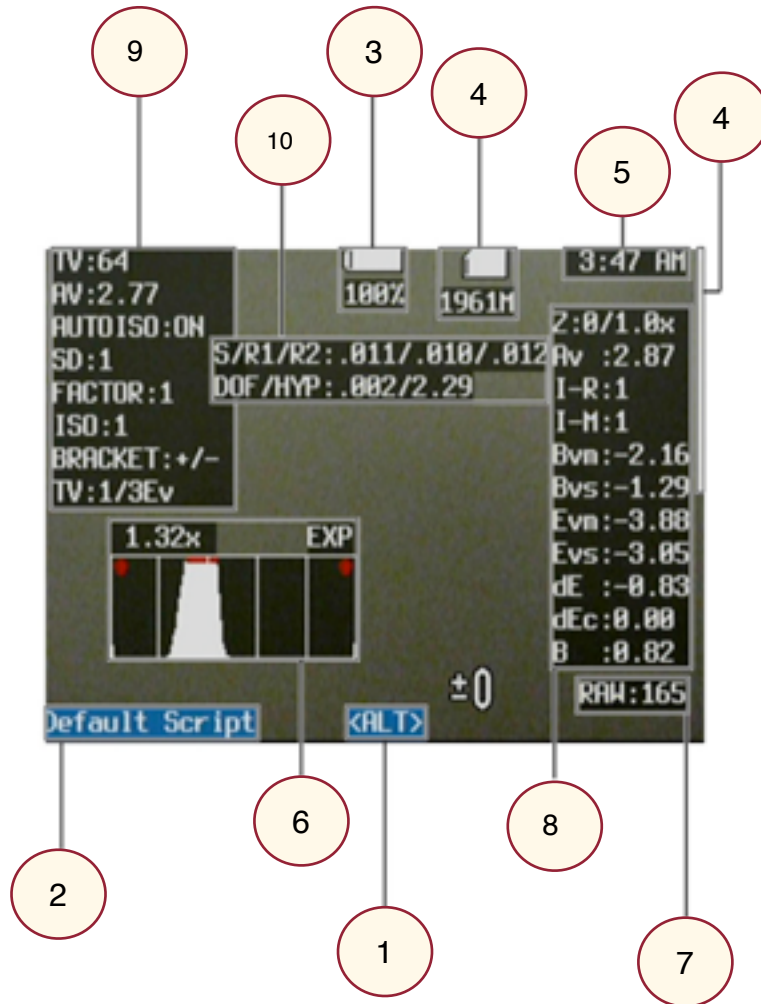 9
3
4
4
10
5
TV:64
AV:2.77
AUTOISO:ON
SD:1
FACTOR:1
ISO:1
BRACKET:+/-
TV:1/3Ev
100%
1961M
3:47 AM
S/R1/R2:.011/.010/.012
DOF/HYP:.002/2.29
Z:0/1.0x
Av :2.87
I-R:1
I-M:1
Bvm:-2.16
Bvs:-1.29
Evm:-3.88
Evs:-3.05
dE :-0.83
dEc:0.00
B :0.82
1.32x EXP
±0
RAW:165
Default Script
<ALT>
6
8
2
1
7